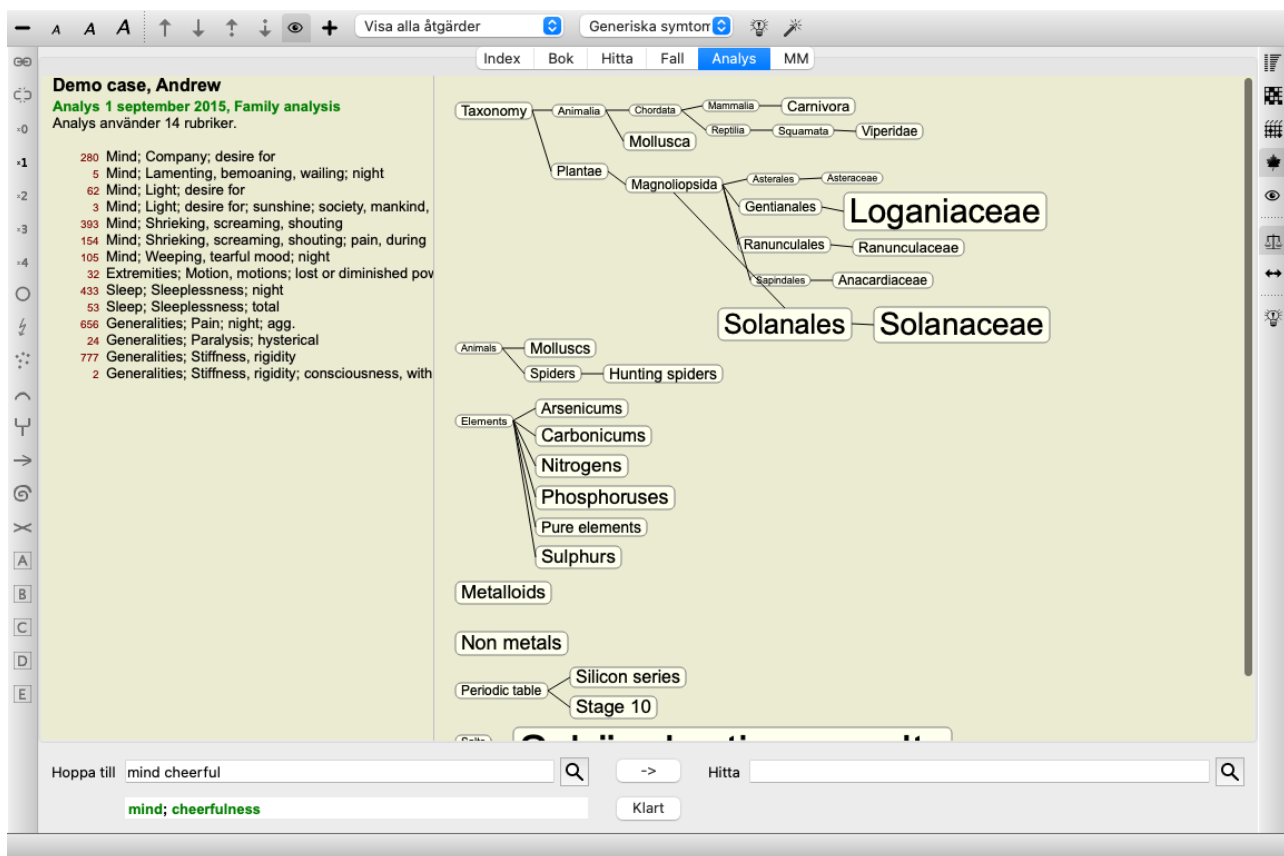 A A A Visa alla åtgärder Generiska symtom
Index Bok Hitta Fall Analys MM
Demo case, Andrew
Analys 1 september 2015, Family analysis
Analys använder 14 rubriker.
280 Mind; Company; desire for
5 Mind; Lamenting, bemoaning, wailing; night
62 Mind; Light; desire for
3 Mind; Light; desire for; sunshine; society, mankind,
393 Mind; Shrieking, screaming, shouting
154 Mind; Shrieking, screaming, shouting; pain, during
105 Mind; Weeping, tearful mood; night
32 Extremities; Motion, motions; lost or diminished pov
433 Sleep; Sleeplessness; night
53 Sleep; Sleeplessness; total
656 Generalities; Pain; night; agg.
24 Generalities; Paralysis; hysterical
777 Generalities; Stiffness, rigidity
2 Generalities; Stiffness, rigidity; consciousness, with
×0
×1
×2
×3
×4
A
B
C
D
E
Taxonomy Animalia Chordata Mammalia Carnivora
Reptilia Squamata Viperidae
Mollusca
Plantae Magnoliopsida Asterales Asteraceae
Gentianales Loganiaceae
Ranunculales Ranunculaceae
Sapindales Anacardiaceae
Solanales Solanaceae
Animals Molluscs
Spiders Hunting spiders
Elements Arsenicums
Carbonicums
Nitrogens
Phosphoruses
Pure elements
Sulphurs
Metalloids
Non metals
Periodic table Silicon series
Stage 10
Hoppa till mind cheerful -> Hitta
mind; cheerfulness Klart